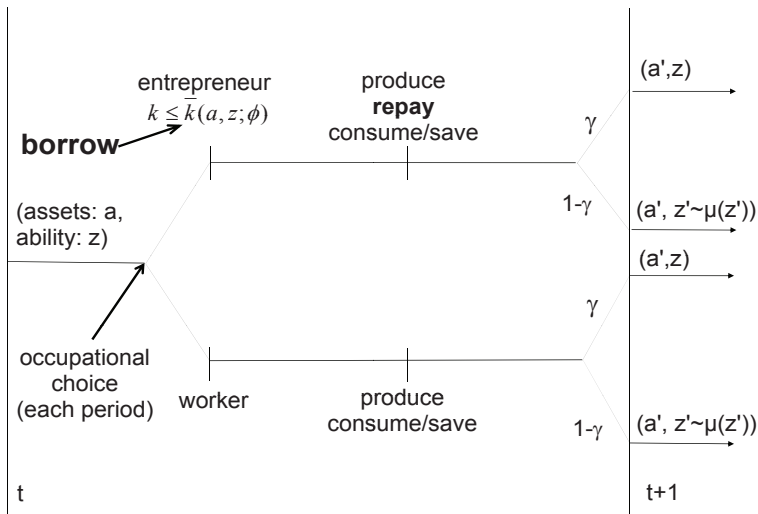 entrepreneur
k ≤ k̅(a, z; ϕ)
borrow
produce
repay
consume/save
(a',z)
γ
1-γ
(a', z'~μ(z'))
(assets: a,
ability: z)
(a',z)
γ
occupational
choice
(each period)
worker
produce
consume/save
1-γ
(a', z'~μ(z'))
t
t+1